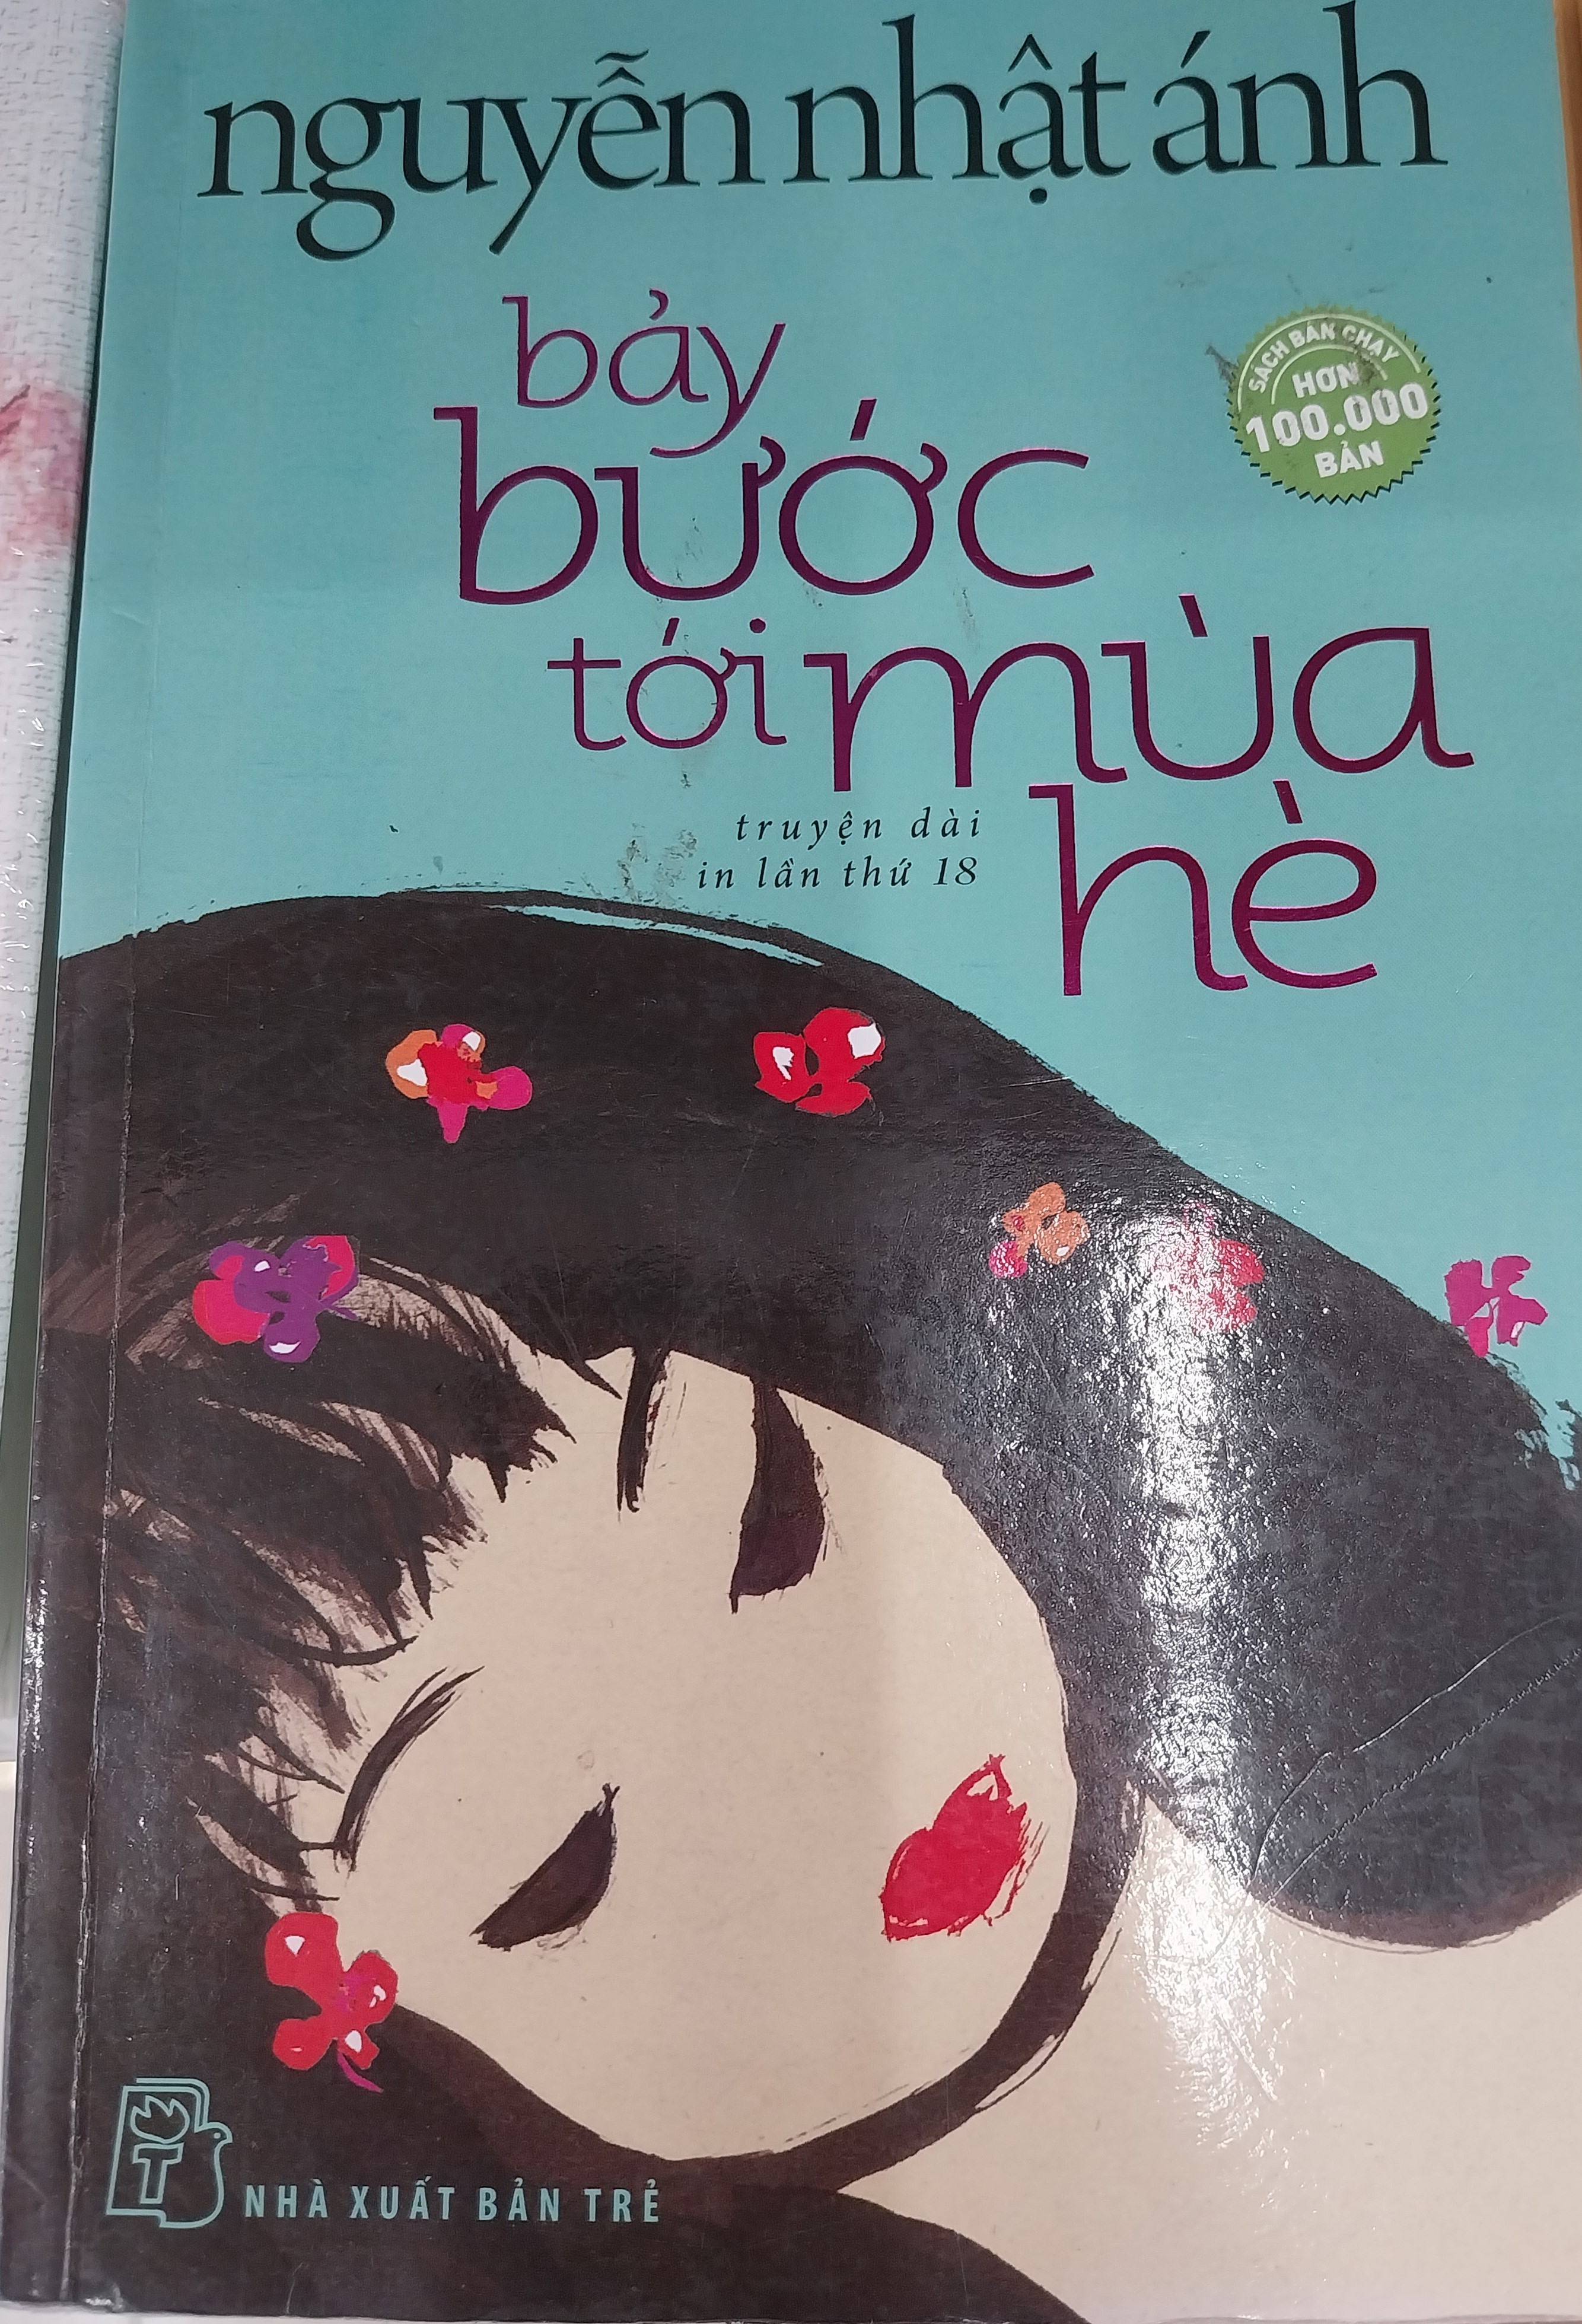 nguyễn nhật ánh
bảy
bước
tới mùa
hè
SÁCH BÁN CHẠY
HƠN
100.000
BẢN
truyện dài
in lần thứ 18
T
NHÀ XUẤT BẢN TRẺ